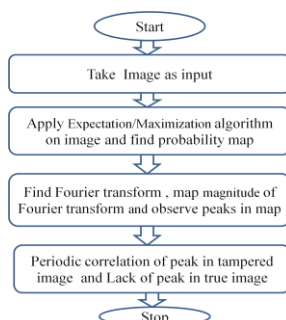 Start
Take Image as input
Apply Expectation/Maximization algorithm
on image and find probability map
Find Fourier transform , map magnitude of
Fourier transform and observe peaks in map
Periodic correlation of peak in tampered
image and Lack of peak in true image
Stop